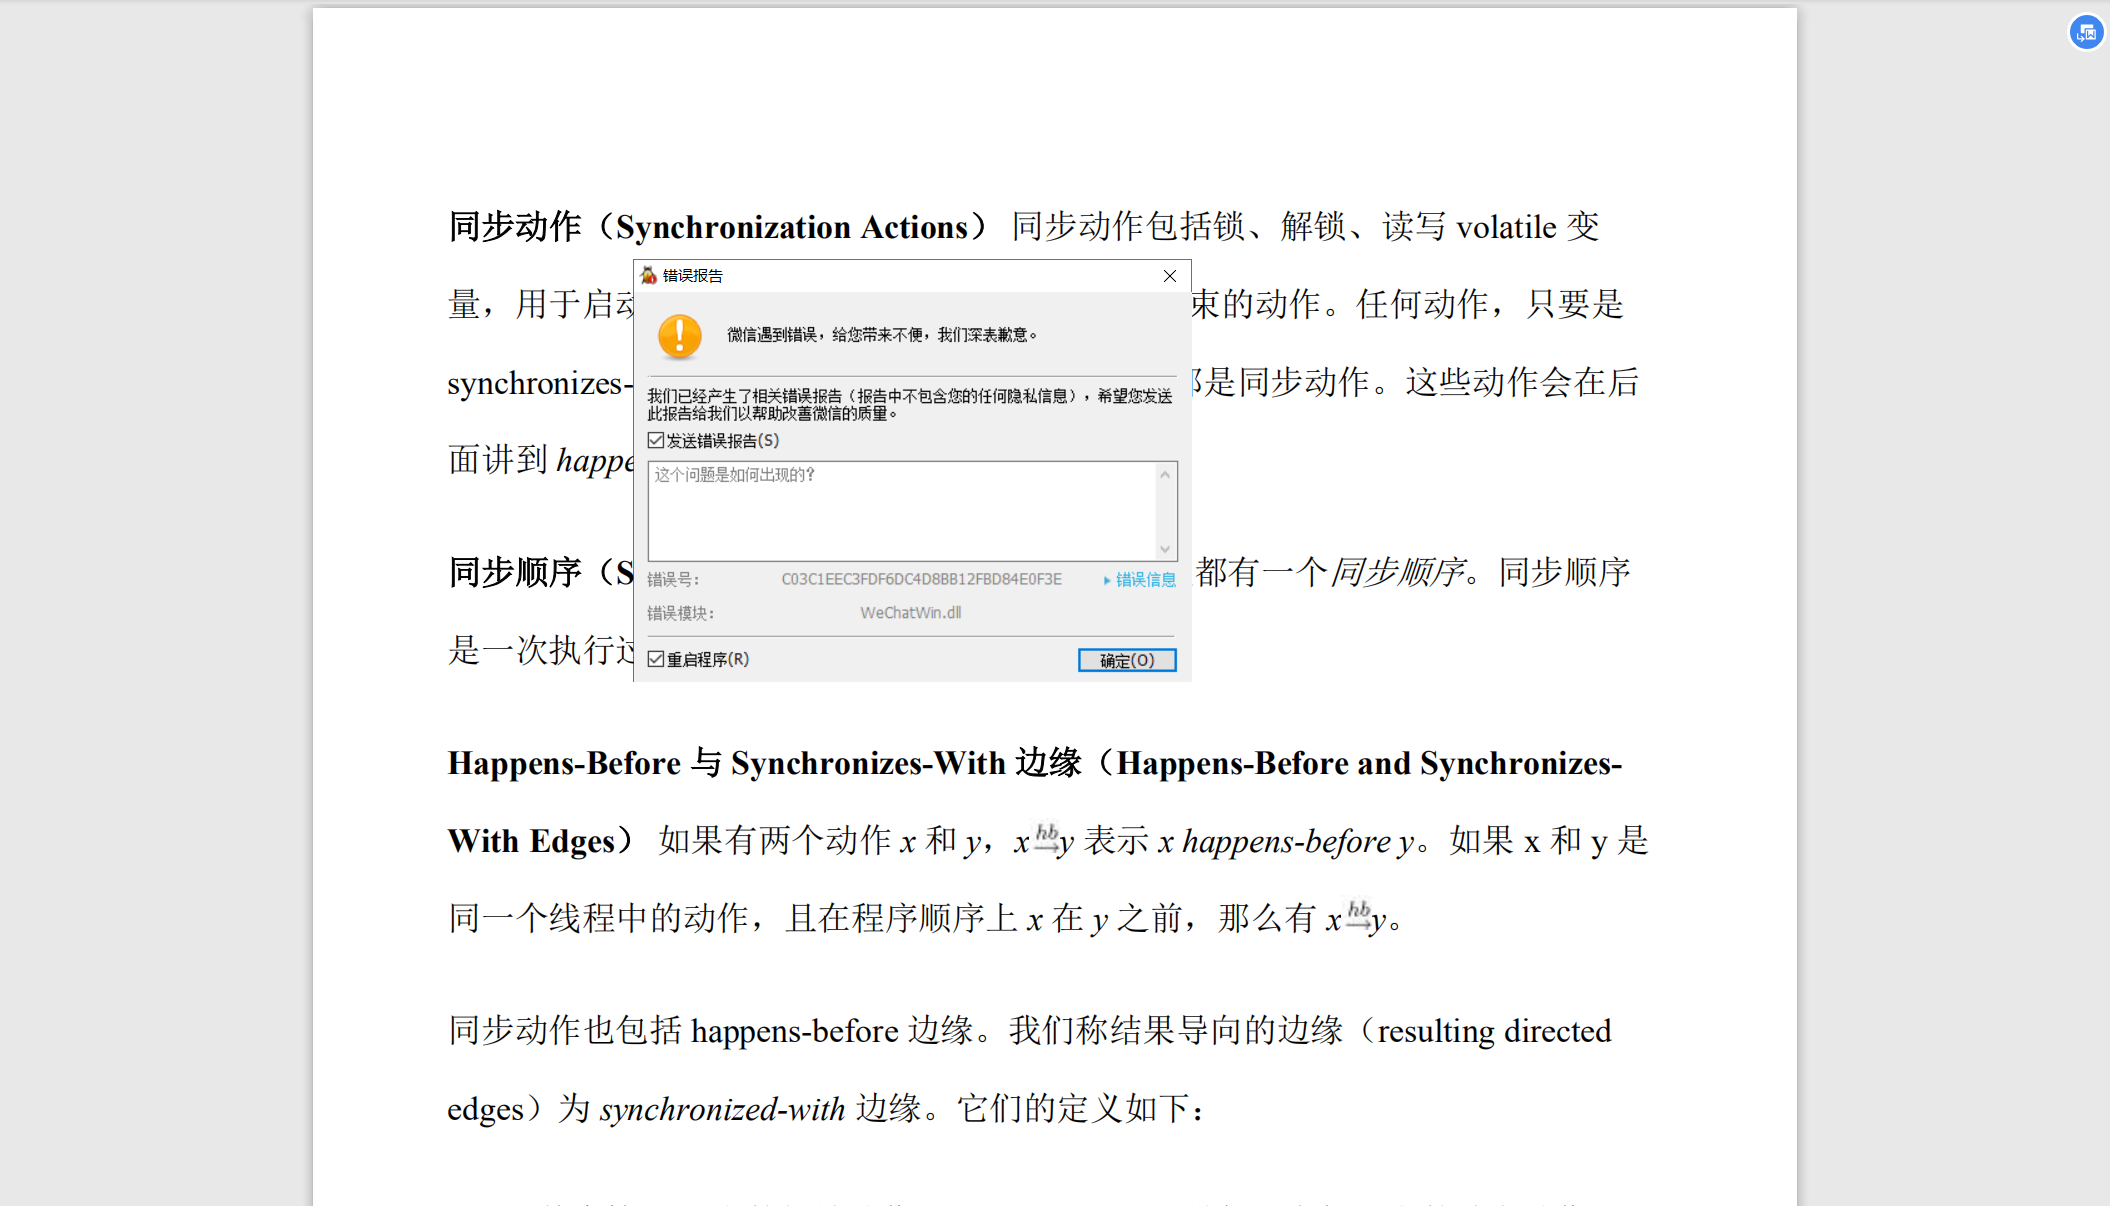 同步动作（Synchronization Actions） 同步动作包括锁、解锁、读写 volatile 变
量，用于启
束的动作。任何动作，只要是
synchronizes-
是同步动作。这些动作会在后
面讲到 happe
错误报告
微信遇到错误，给您带来不便，我们深表歉意。
我们已经产生了相关错误报告（报告中不包含您的任何隐私信息），希望您发送
此报告给我们以帮助改善微信的质量。
发送错误报告(S)
这个问题是如何出现的?
错误号： C03C1EEC3FDF6DC4D8BB12FBD84E0F3E 错误信息
错误模块： WeChatWin.dll
重启程序(R) 确定(O)
同步顺序（S
都有一个同步顺序。同步顺序
是一次执行
Happens-Before 与 Synchronizes-With 边缘（Happens-Before and Synchronizes-
With Edges） 如果有两个动作 x 和 y，x hb→ y 表示 x happens-before y。如果 x 和 y 是
同一个线程中的动作，且在程序顺序上 x 在 y 之前，那么有 x hb→ y。
同步动作也包括 happens-before 边缘。我们称结果导向的边缘（resulting directed
edges）为 synchronized-with 边缘。它们的定义如下：